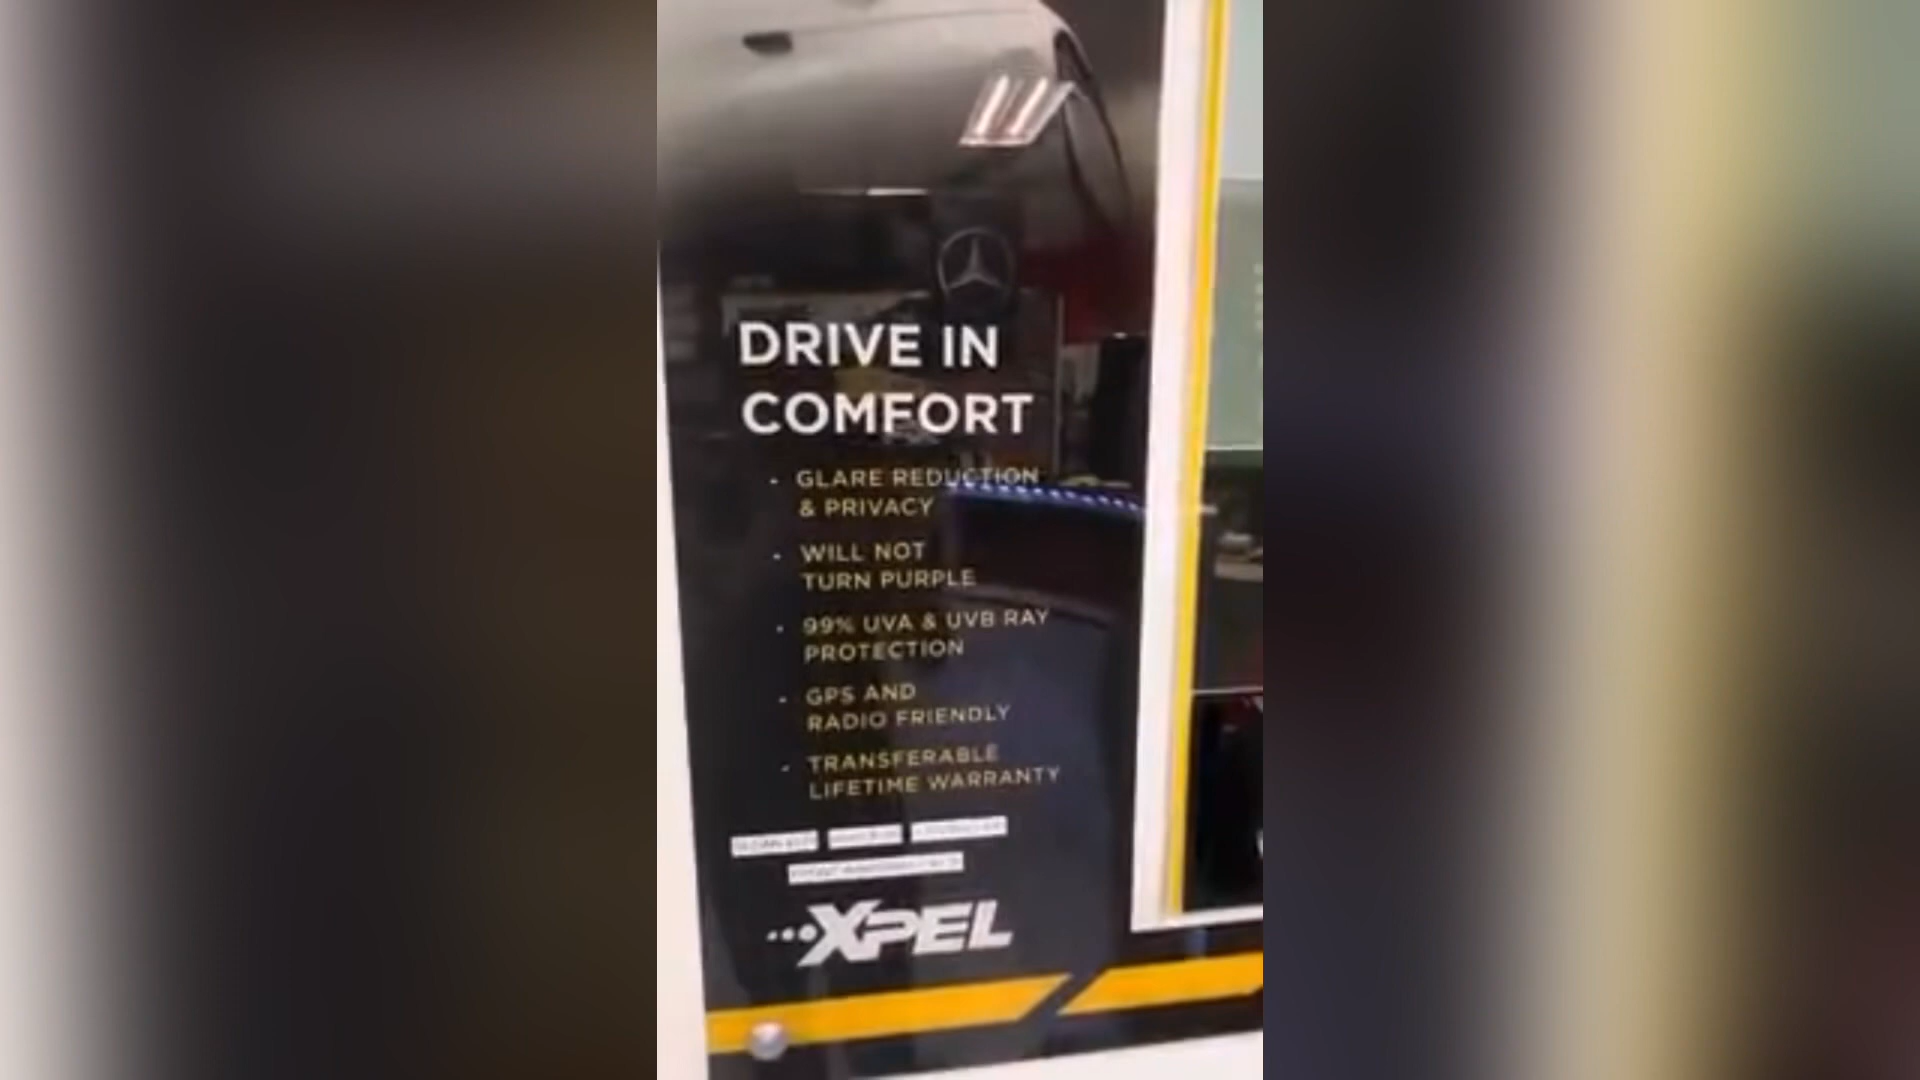 DRIVE IN
COMFORT
- GLARE REDUCTION
& PRIVACY
- WILL NOT
TURN PURPLE
- 99% UVA & UVB RAY
PROTECTION
- GPS AND
RADIO FRIENDLY
- TRANSFERABLE
LIFETIME WARRANTY
XPEL